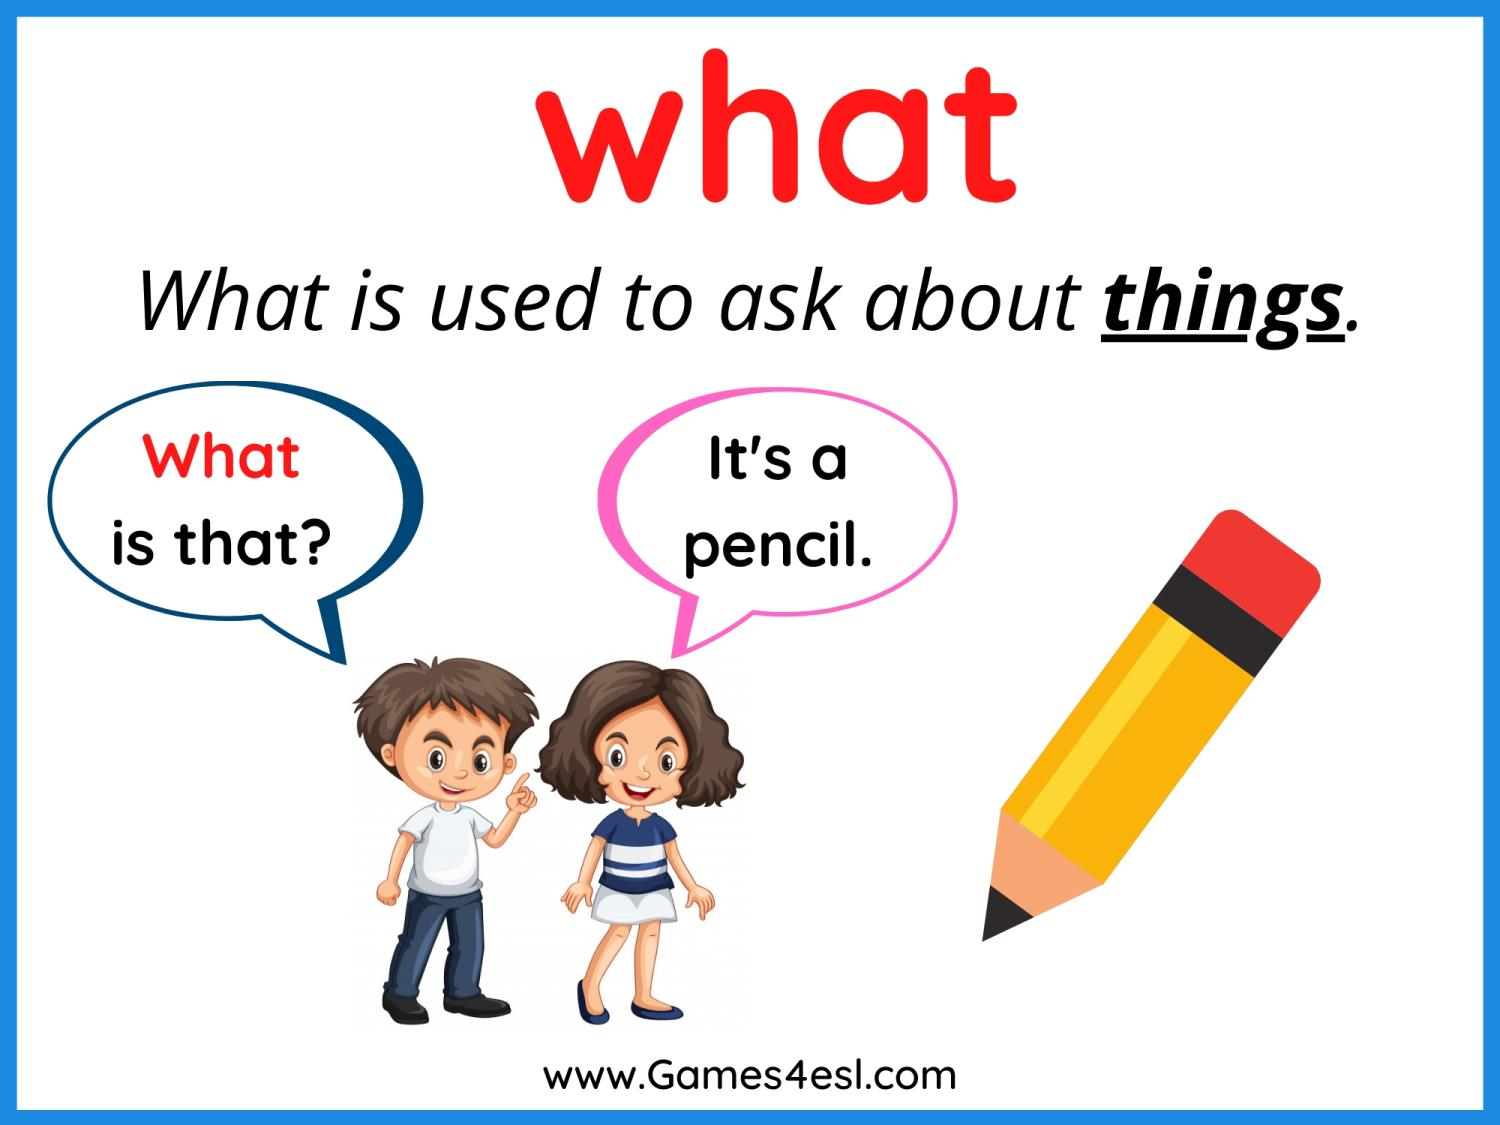 what
What is used to ask about things.
What
is that?
It's a
pencil.
www.Games4esl.com